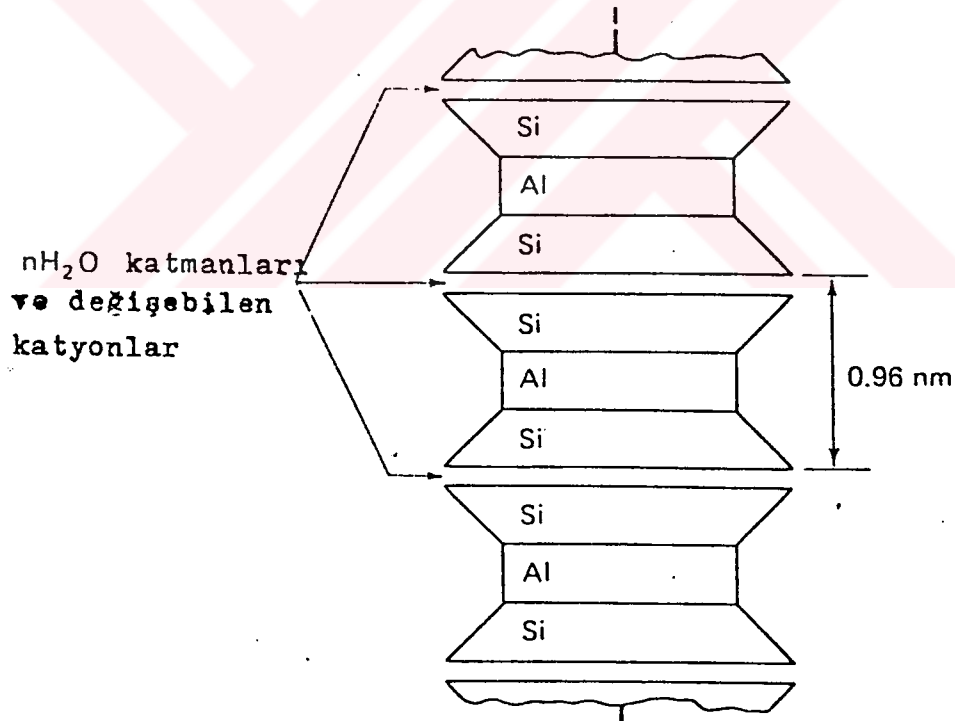 Si
Al
Si
nH₂O katmanları
ve değişebilen
katyonlar
Si
Al
Si
0.96 nm
Si
Al
Si